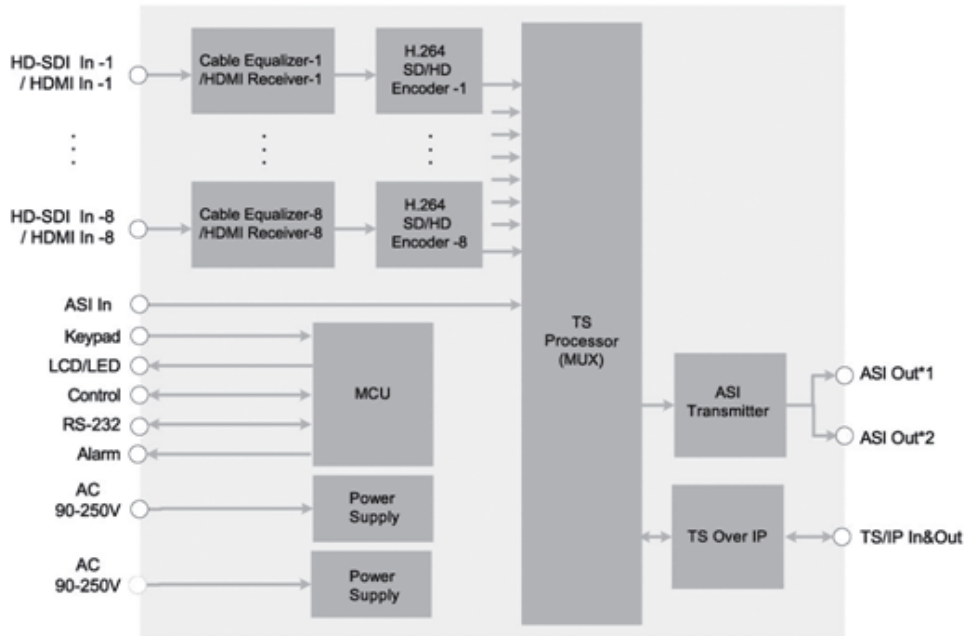 HD-SDI In -1
/ HDMI In -1
Cable Equalizer-1
/HDMI Receiver-1
H.264
SD/HD
Encoder -1
HD-SDI In -8
/ HDMI In -8
Cable Equalizer-8
/HDMI Receiver-8
H.264
SD/HD
Encoder -8
ASI In
Keypad
LCD/LED
Control
RS-232
Alarm
MCU
AC
90-250V
Power
Supply
AC
90-250V
Power
Supply
TS
Processor
(MUX)
ASI
Transmitter
ASI Out*1
ASI Out*2
TS Over IP
TS/IP In&Out